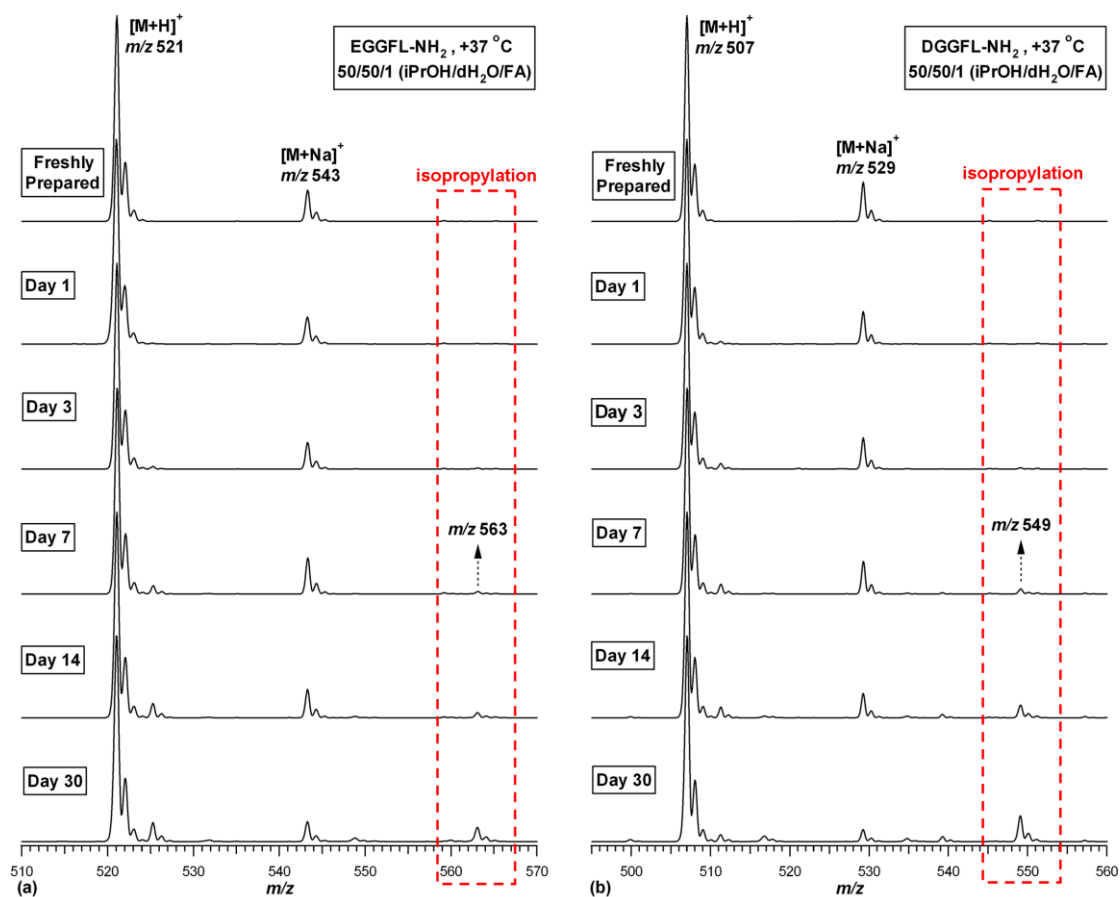 [M+H]⁺
m/z 521
EGGFL-NH₂ , +37 °C
50/50/1 (iPrOH/dH₂O/FA)
Freshly
Prepared
[M+Na]⁺
m/z 543
isopropylation
Day 1
Day 3
Day 7
m/z 563
Day 14
Day 30
510 520 530 540 550 560 570
(a) m/z
[M+H]⁺
m/z 507
DGGFL-NH₂ , +37 °C
50/50/1 (iPrOH/dH₂O/FA)
Freshly
Prepared
[M+Na]⁺
m/z 529
isopropylation
Day 1
Day 3
Day 7
m/z 549
Day 14
Day 30
500 510 520 530 540 550 560
(b) m/z